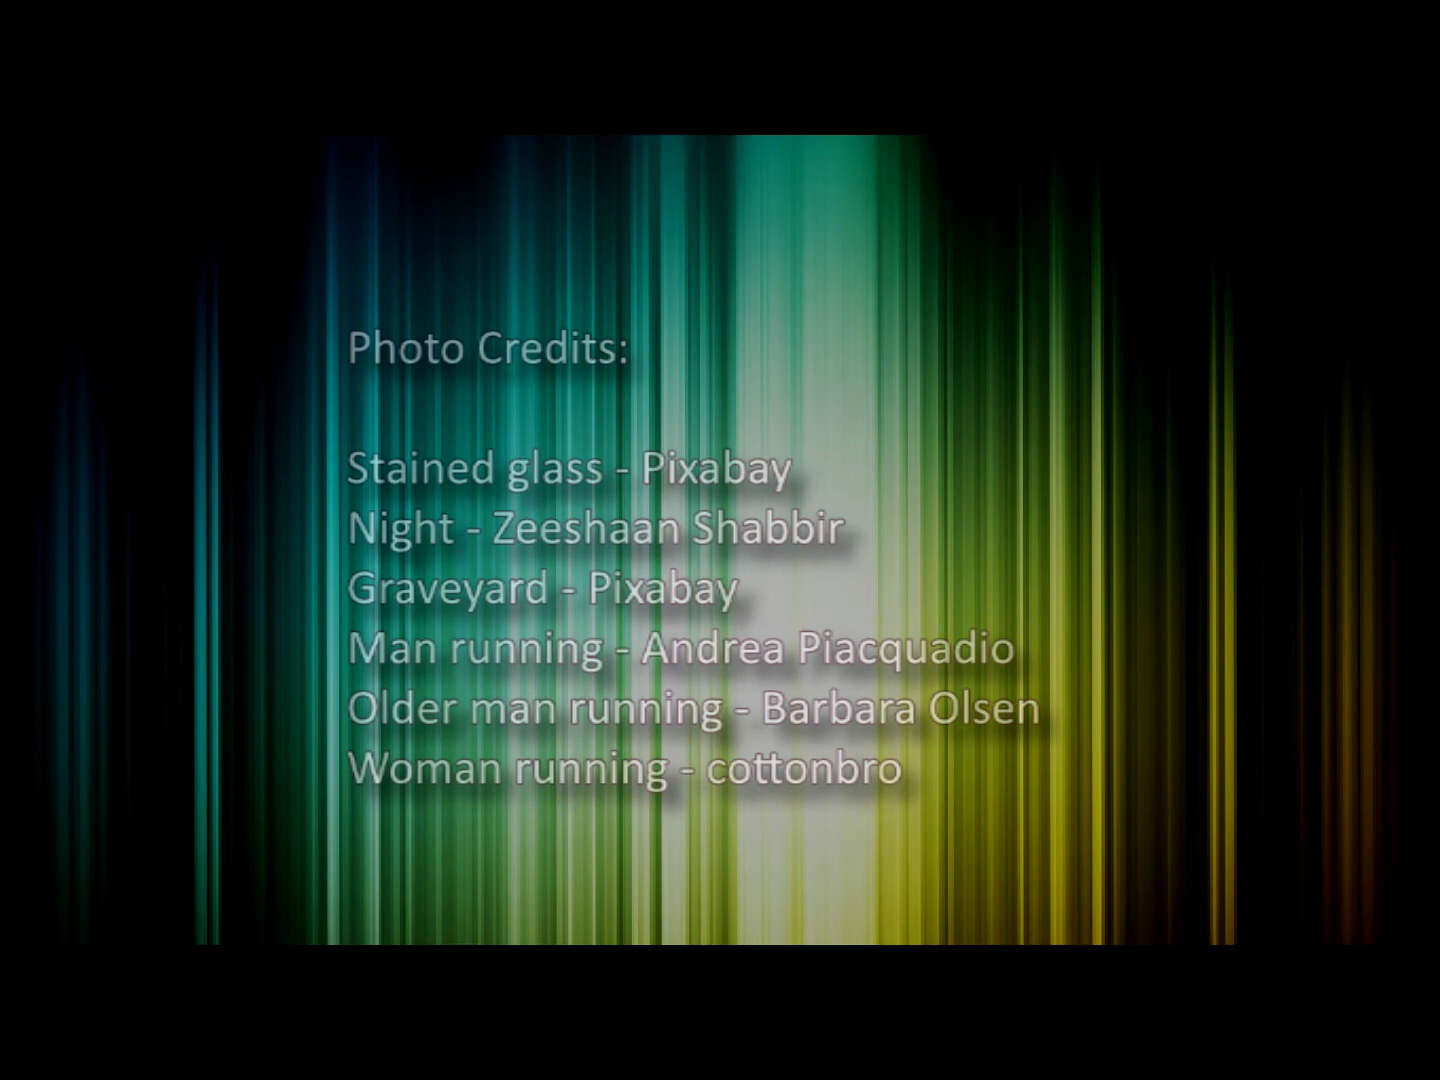 Photo Credits:
Stained glass - Pixabay
Night - Zeeshaan Shabbir
Graveyard - Pixabay
Man running - Andrea Piacquadio
Older man running - Barbara Olsen
Woman running - cottonbro